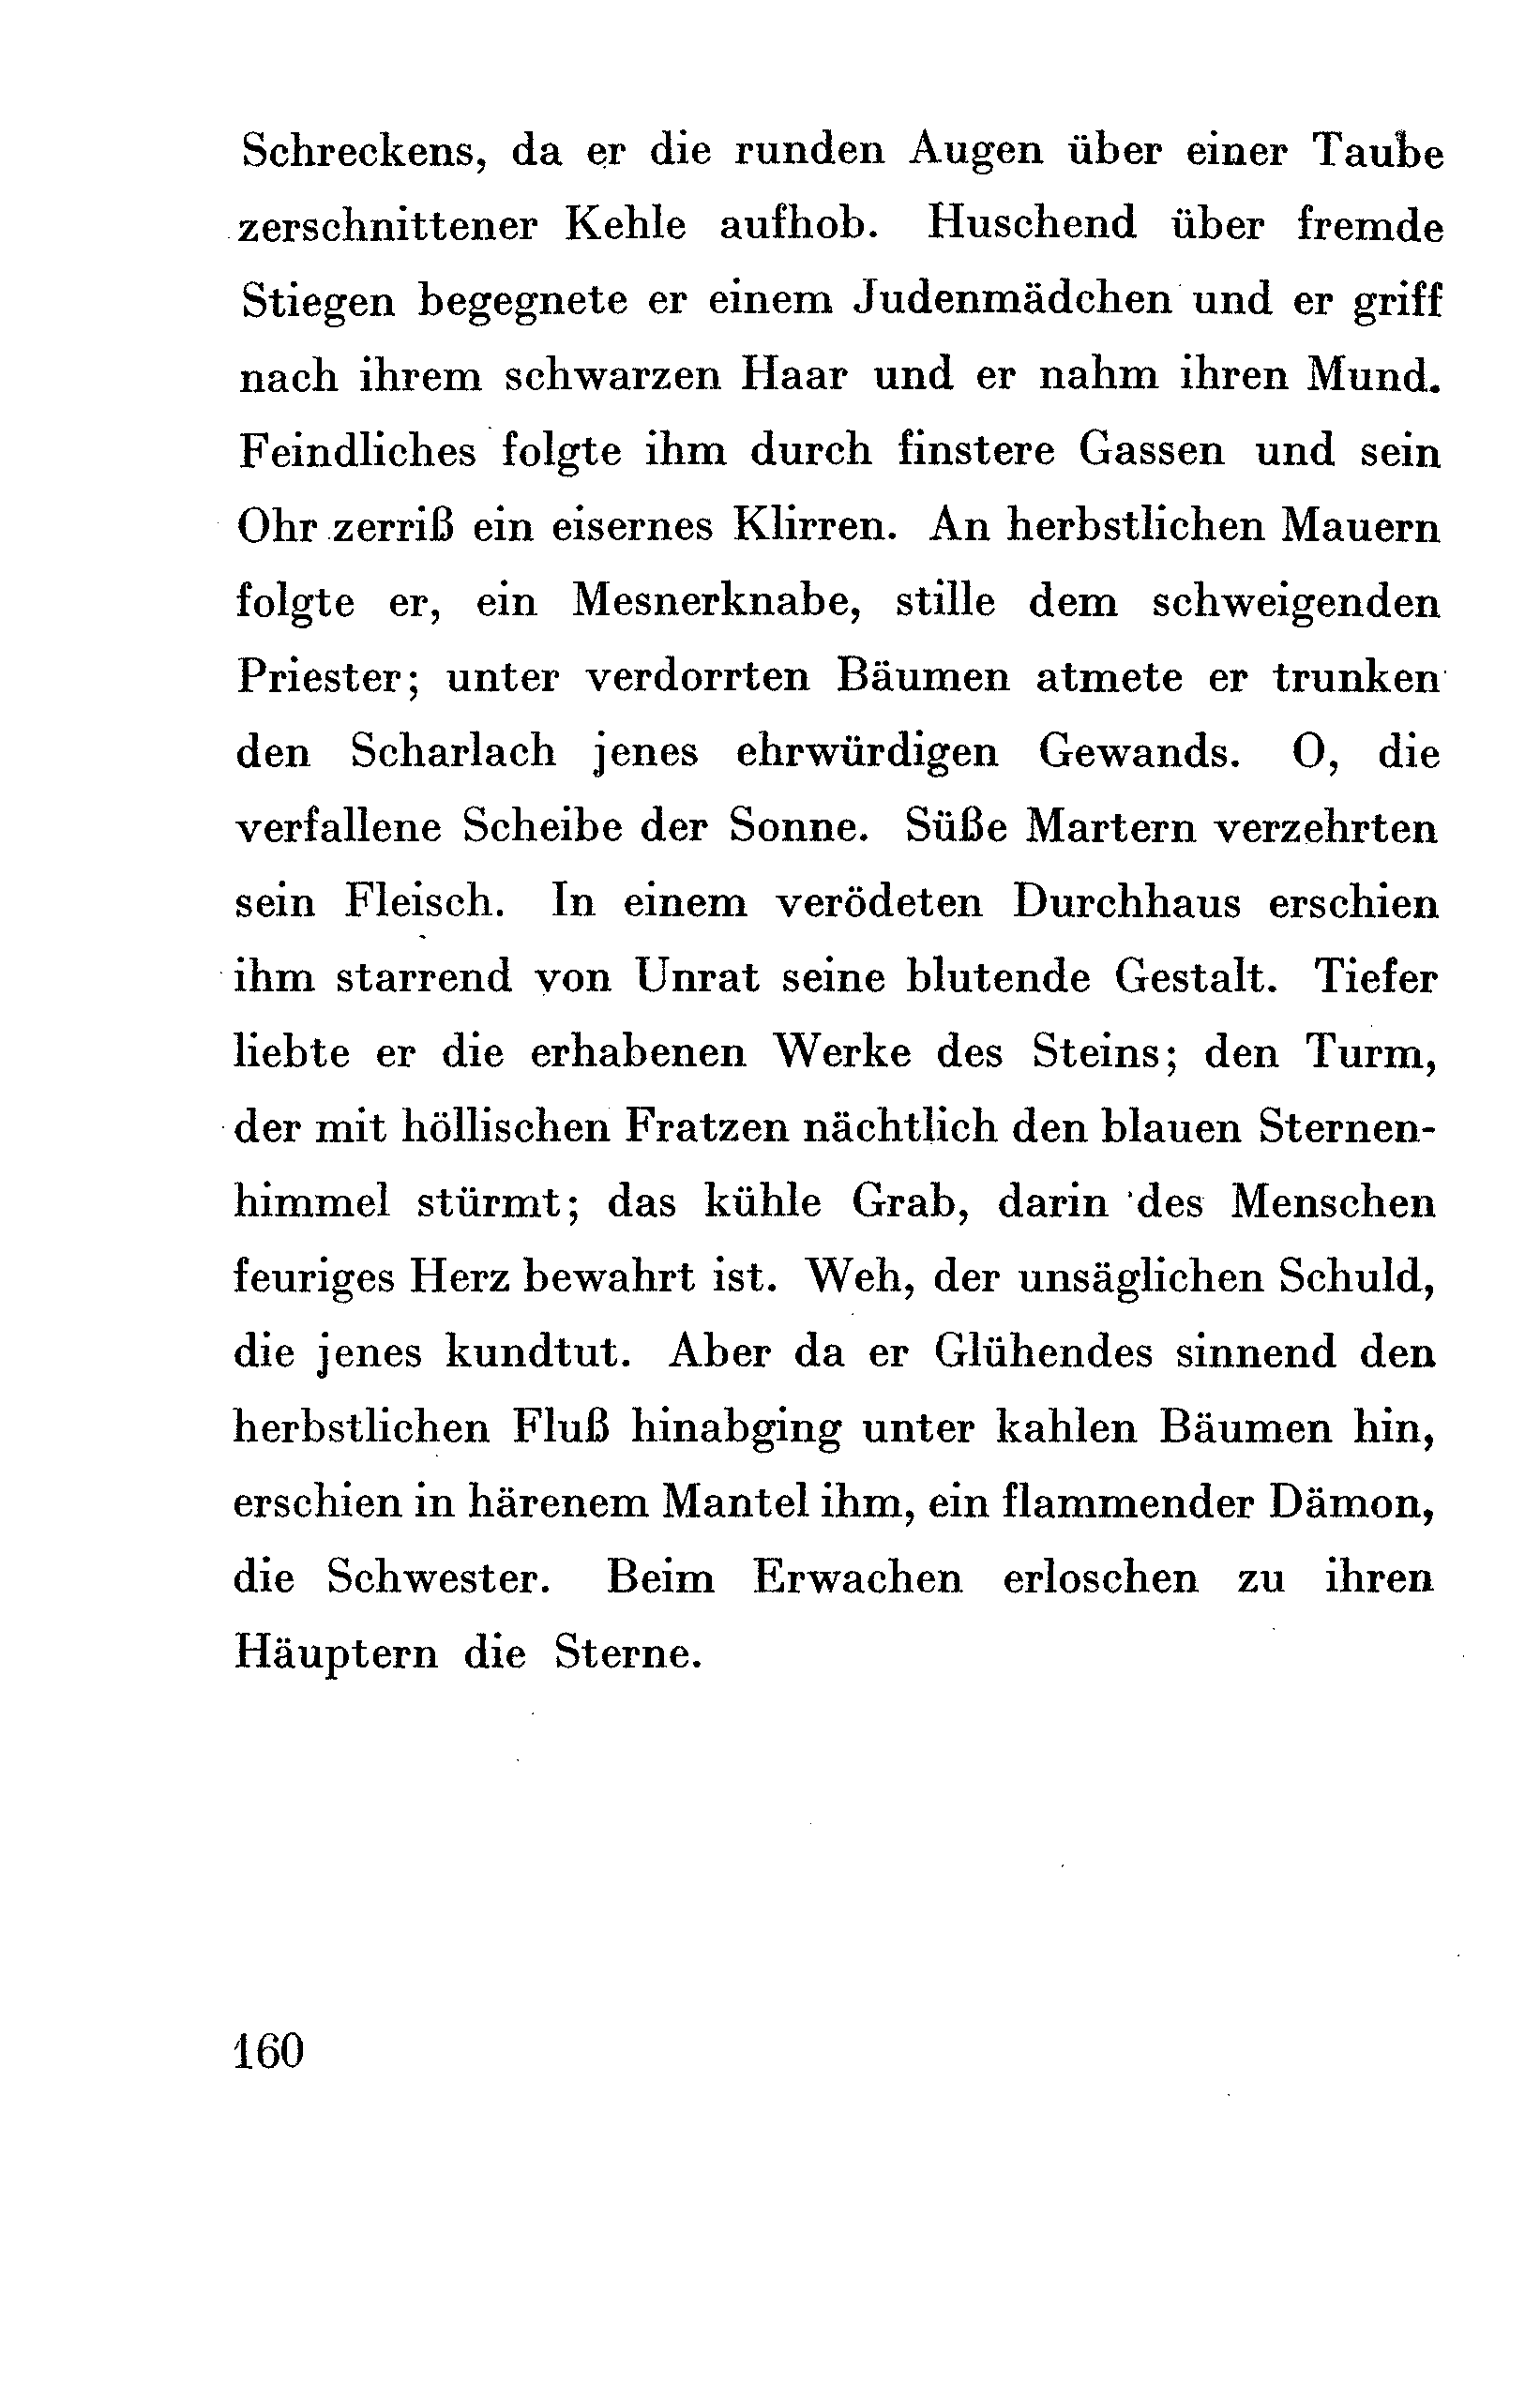 Schreckens, da er die runden Augen über einer Taube
zerschnittener Kehle aufhob. Huschend über fremde
Stiegen begegnete er einem Judenmädchen und er griff
nach ihrem schwarzen Haar und er nahm ihren Mund.
Feindliches folgte ihm durch finstere Gassen und sein
Ohr zerriß ein eisernes Klirren. An herbstlichen Mauern
folgte er, ein Mesnerknabe, stille dem schweigenden
Priester; unter verdorrten Bäumen atmete er trunken
den Scharlach jenes ehrwürdigen Gewands. O, die
verfallene Scheibe der Sonne. Süße Martern verzehrten
sein Fleisch. In einem verödeten Durchhaus erschien
ihm starrend von Unrat seine blutende Gestalt. Tiefer
liebte er die erhabenen Werke des Steins; den Turm,
der mit höllischen Fratzen nächtlich den blauen Sternen-
himmel stürmt; das kühle Grab, darin des Menschen
feuriges Herz bewahrt ist. Weh, der unsäglichen Schuld,
die jenes kundtut. Aber da er Glühendes sinnend den
herbstlichen Fluß hinabging unter kahlen Bäumen hin,
erschien in härenem Mantel ihm, ein flammender Dämon,
die Schwester. Beim Erwachen erloschen zu ihren
Häuptern die Sterne.
160